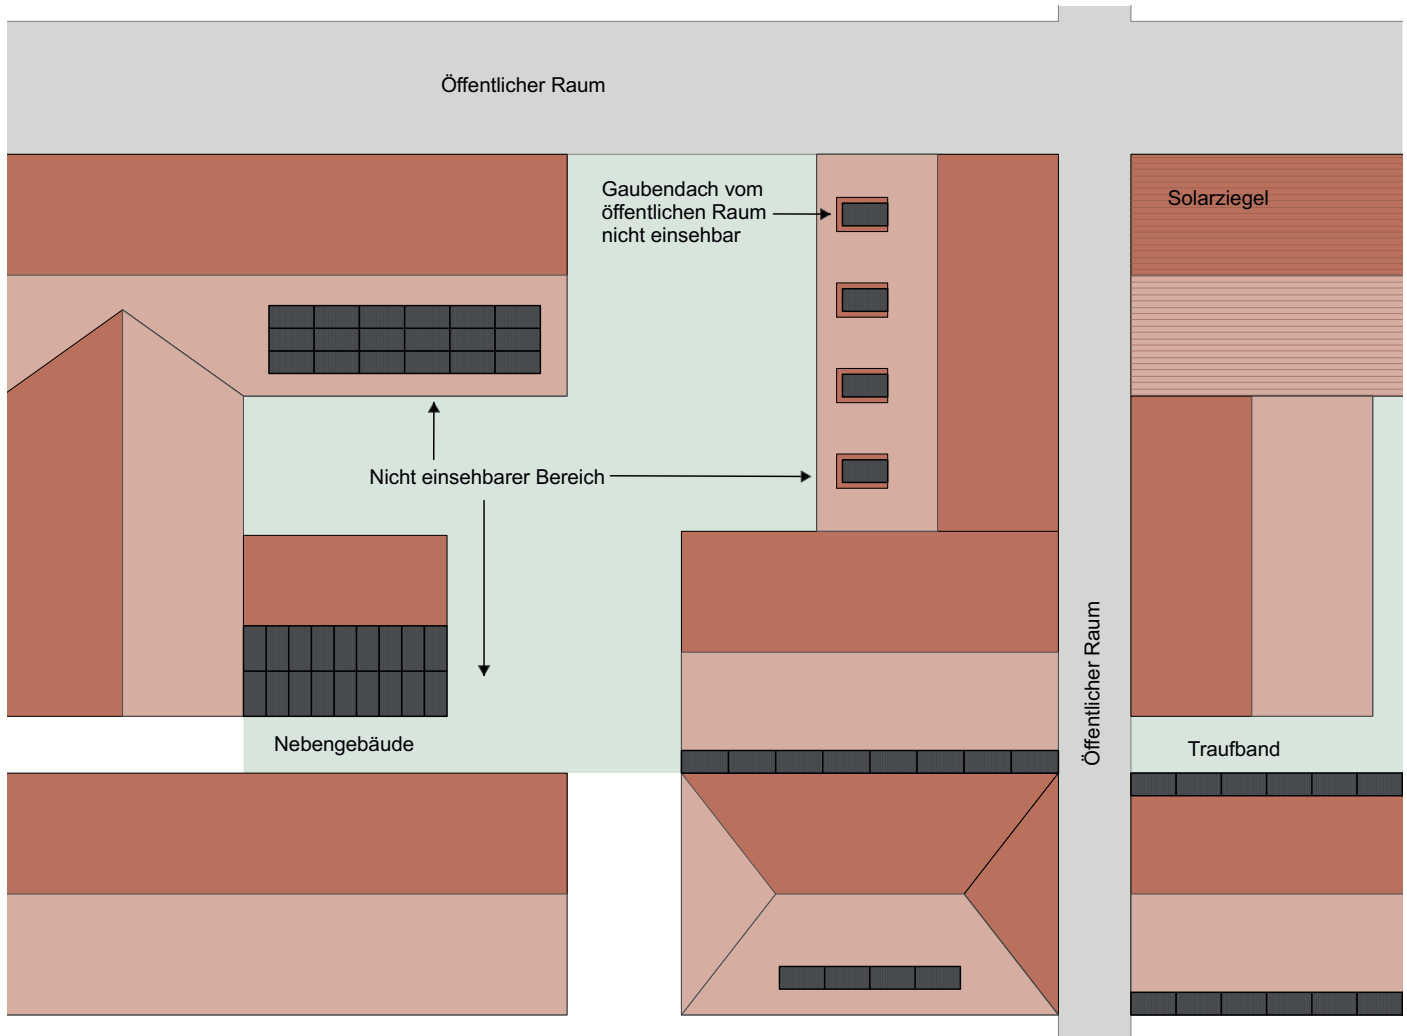 Öffentlicher Raum
Gaubendach vom
öffentlichen Raum
nicht einsehbar
Solarziegel
Nicht einsehbarer Bereich
Öffentlicher Raum
Nebengebäude
Traufband